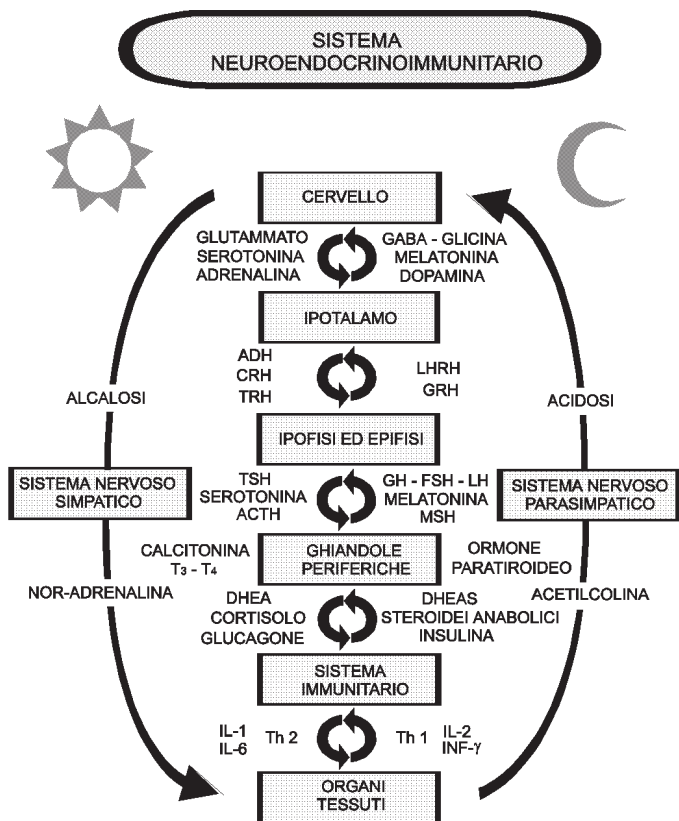 SISTEMA
NEUROENDOCRINOIMMUNITARIO
CERVELLO
GLUTAMMATO
SEROTONINA
ADRENALINA
GABA - GLICINA
MELATONINA
DOPAMINA
IPOTALAMO
ADH
CRH
TRH
LHRH
GRH
ALCALOSI
ACIDOSI
IPOFISI ED EPIFISI
SISTEMA NERVOSO
SIMPATICO
TSH
SEROTONINA
ACTH
GH - FSH - LH
MELATONINA
MSH
SISTEMA NERVOSO
PARASIMPATICO
CALCITONINA
T3 - T4
GHIANDOLE
PERIFERICHE
ORMONE
PARATIROIDEO
NOR-ADRENALINA
DHEA
CORTISOLO
GLUCAGONE
DHEAS
STEROIDEI ANABOLICI
INSULINA
ACETILCOLINA
SISTEMA
IMMUNITARIO
IL-1
IL-6
Th 2
Th 1
IL-2
INF-γ
ORGANI
TESSUTI